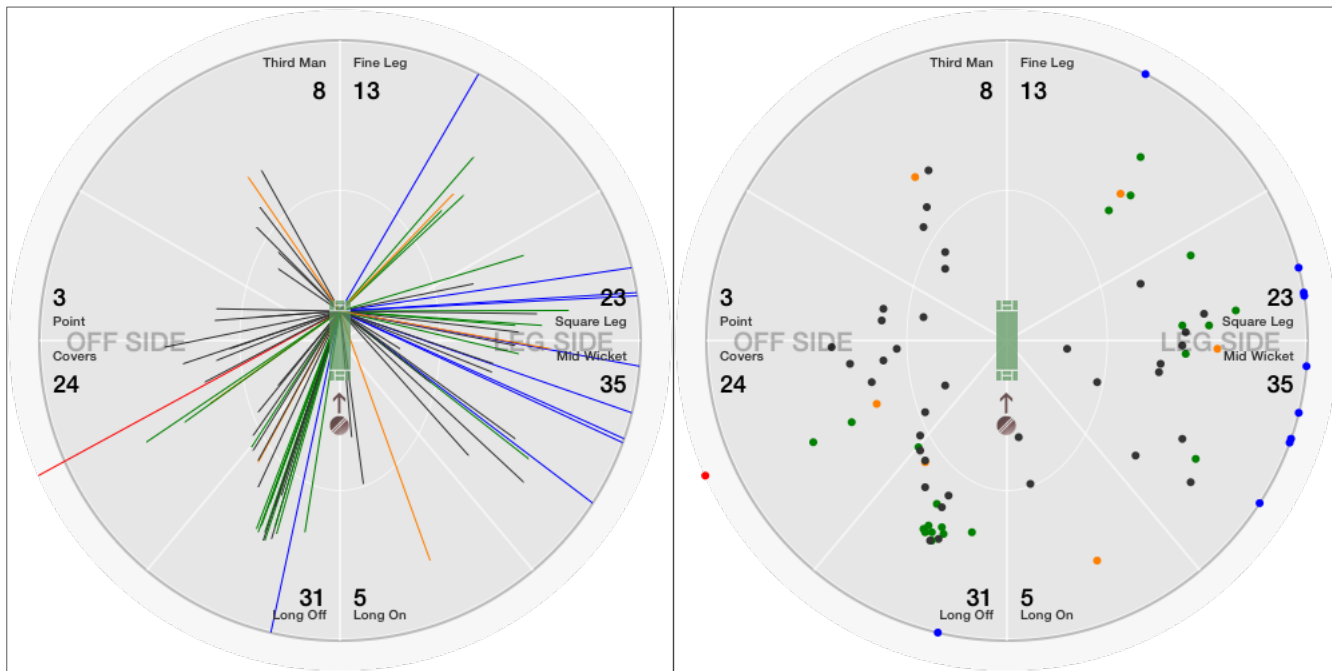 Third Man Fine Leg
8 13
3 23
Point Square Leg
OFF SIDE LEG SIDE
Covers Mid Wicket
24 35
31 5
Long Off Long On
Third Man Fine Leg
8 13
3 23
Point Square Leg
OFF SIDE LEG SIDE
Covers Mid Wicket
24 35
31 5
Long Off Long On